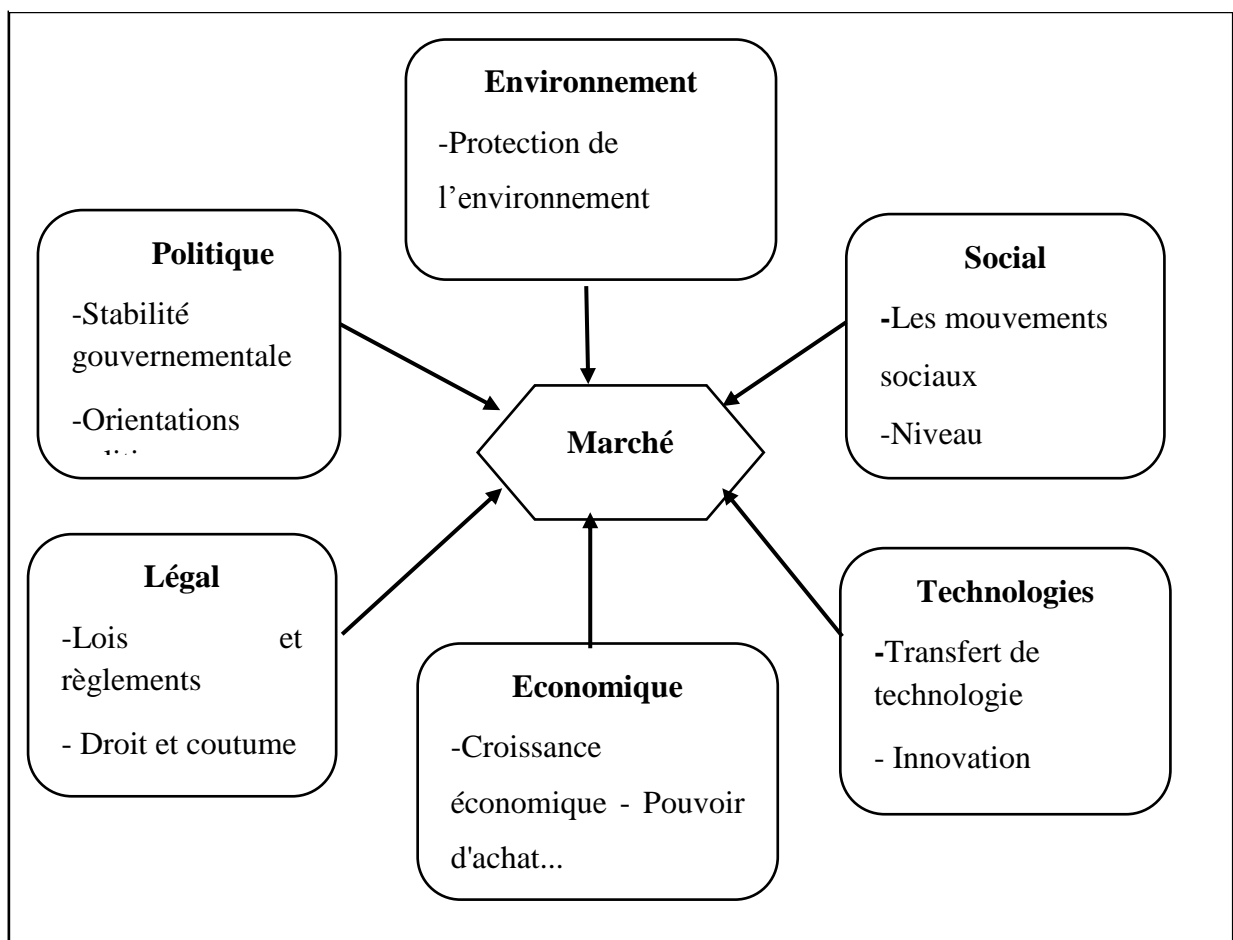 Environnement
-Protection de
l’environnement
Politique
-Stabilité
gouvernementale
-Orientations
Social
-Les mouvements
sociaux
-Niveau
Marché
Légal
-Lois et
règlements
- Droit et coutume
Economique
-Croissance
économique - Pouvoir
d'achat...
Technologies
-Transfert de
technologie
- Innovation